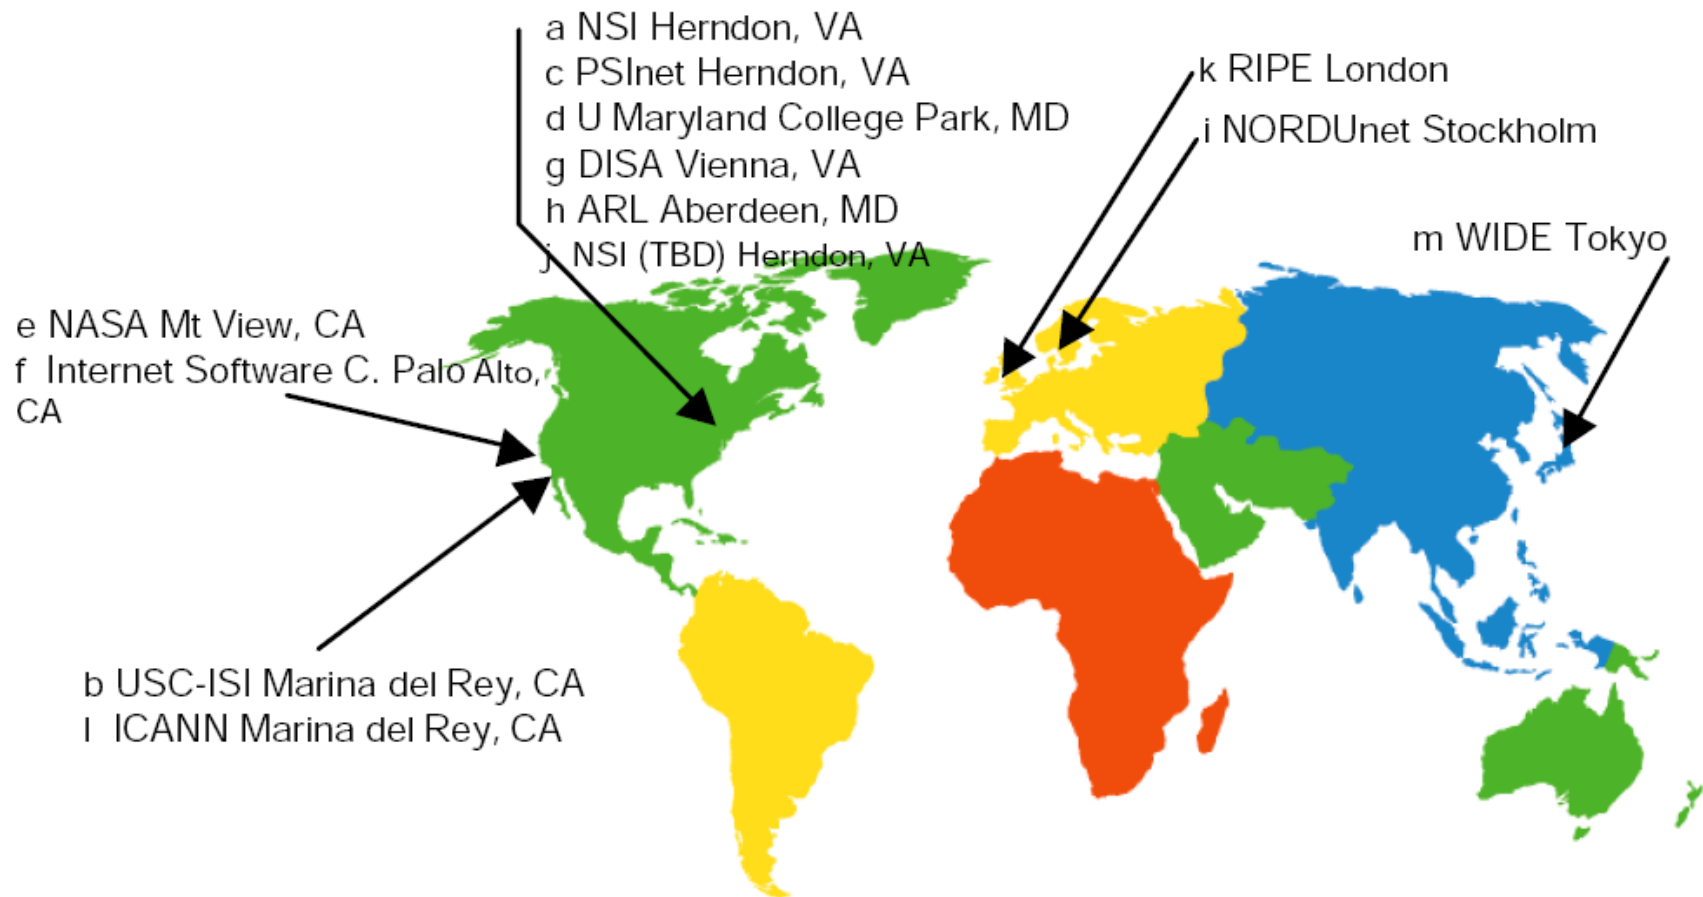 a NSI Herndon, VA
c PSInet Herndon, VA
d U Maryland College Park, MD
g DISA Vienna, VA
h ARL Aberdeen, MD
j NSI (TBD) Herndon, VA
k RIPE London
i NORDUnet Stockholm
m WIDE Tokyo
e NASA Mt View, CA
f Internet Software C. Palo Alto,
CA
b USC-ISI Marina del Rey, CA
l ICANN Marina del Rey, CA